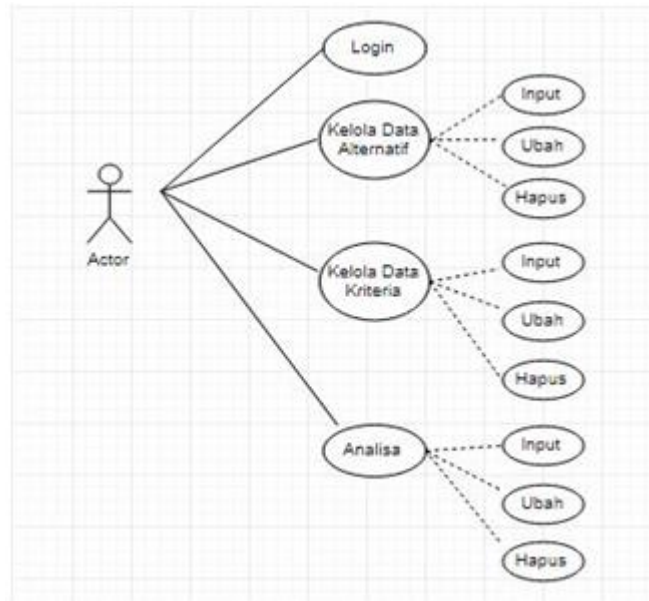 Login
Kelola Data
Alternatif
Input
Ubah
Hapus
Actor
Kelola Data
Kriteria
Input
Ubah
Hapus
Analisa
Input
Ubah
Hapus